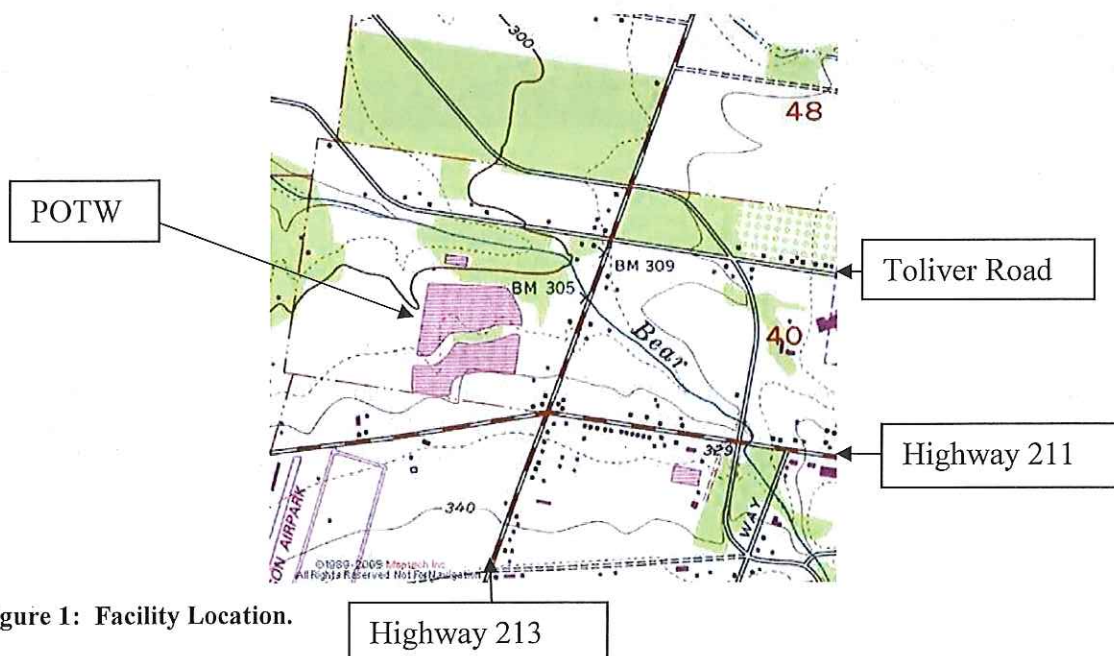 300
48
POTW
BM 309
Toliver Road
BM 305
Bear
40
Highway 211
329
340
WAY
ON AIRPARK
©1989-2005 Maptech Inc.
All Rights Reserved Not For Navigation
gure 1: Facility Location.
Highway 213